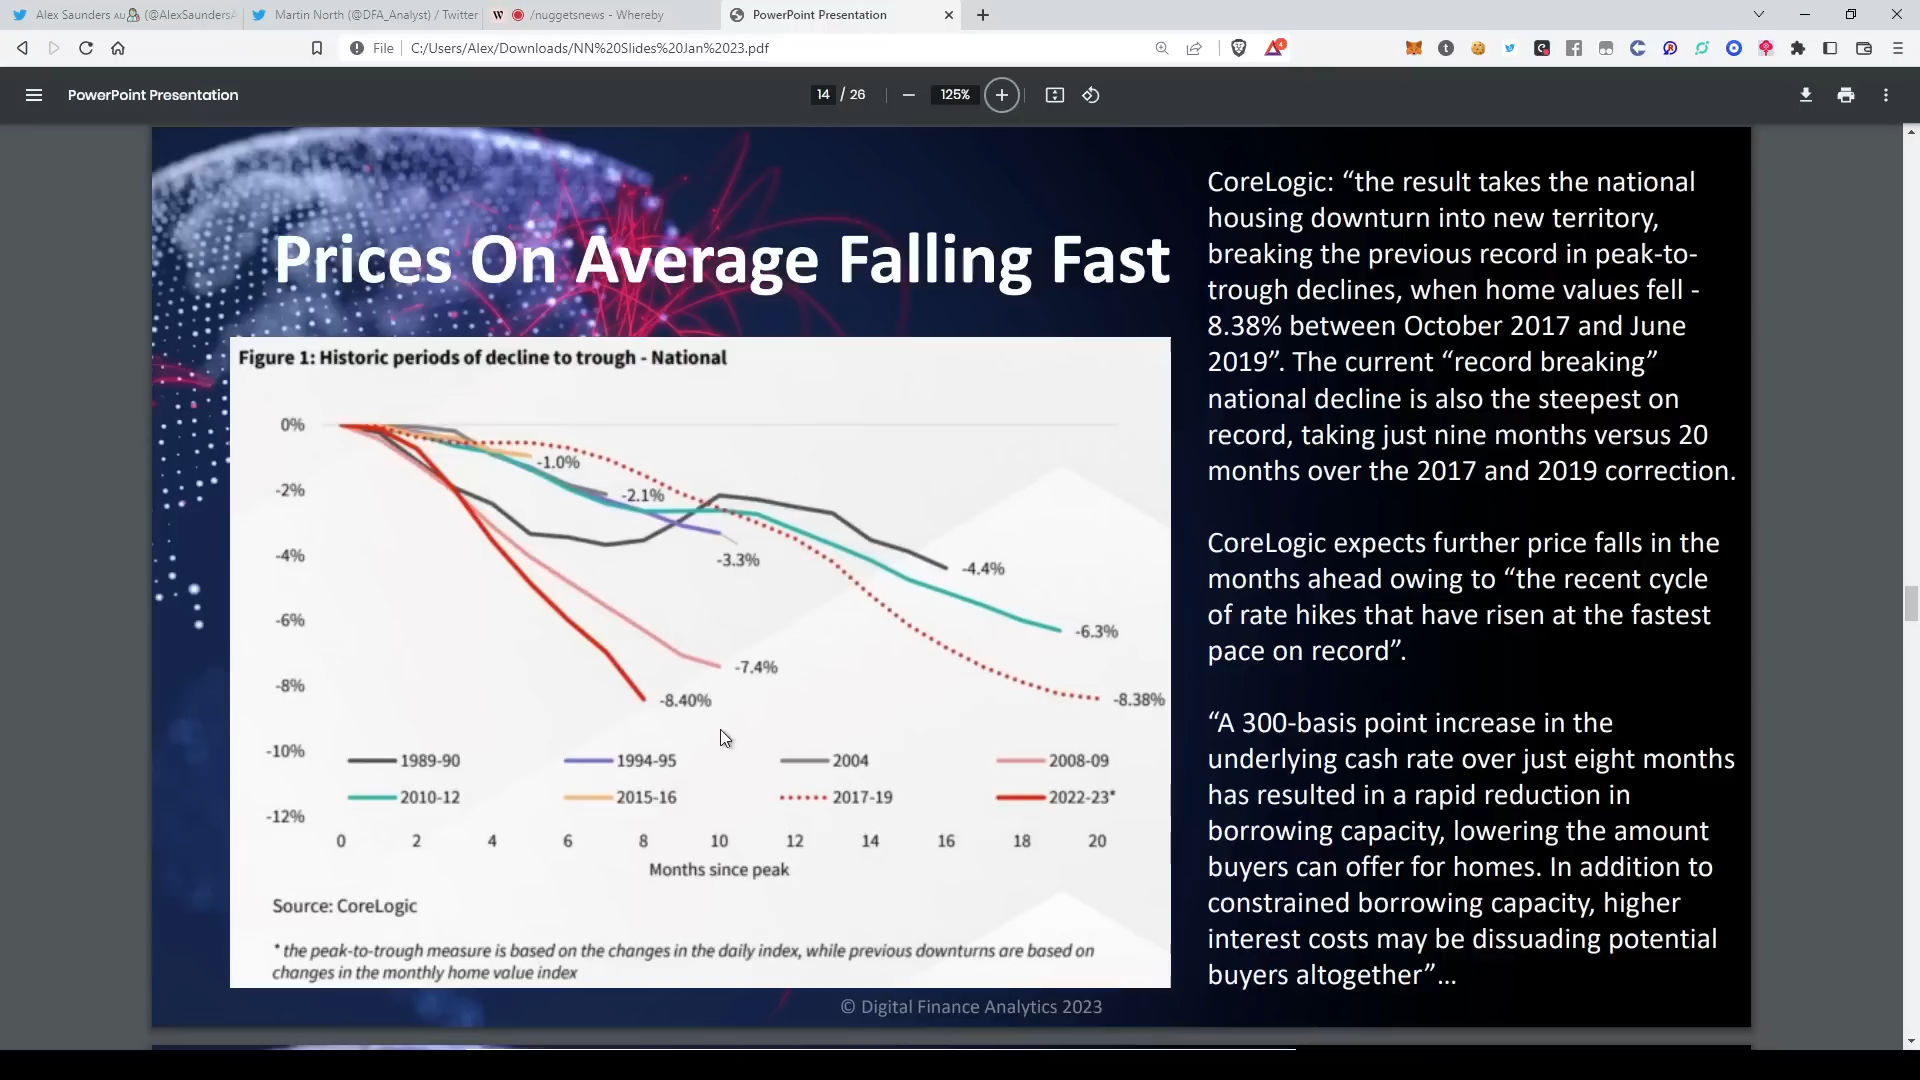 Alex Saunders AU (@AlexSaundersA
Martin North (@DFA_Analyst) / Twitter
/nuggetsnews - Whereby
PowerPoint Presentation
File
C:/Users/Alex/Downloads/NN%20Slides%20Jan%2023.pdf
PowerPoint Presentation
14 / 26
125%
Prices On Average Falling Fast
Figure 1: Historic periods of decline to trough - National
0%
-2%
-4%
-6%
-8%
-10%
-12%
-1.0%
-2.1%
-3.3%
-4.4%
-6.3%
-7.4%
-8.40%
-8.38%
1989-90
1994-95
2004
2008-09
2010-12
2015-16
2017-19
2022-23*
0 2 4 6 8 10 12 14 16 18 20
Months since peak
Source: CoreLogic
* the peak-to-trough measure is based on the changes in the daily index, while previous downturns are based on
changes in the monthly home value index
CoreLogic: “the result takes the national
housing downturn into new territory,
breaking the previous record in peak-to-
trough declines, when home values fell -
8.38% between October 2017 and June
2019”. The current “record breaking”
national decline is also the steepest on
record, taking just nine months versus 20
months over the 2017 and 2019 correction.
CoreLogic expects further price falls in the
months ahead owing to “the recent cycle
of rate hikes that have risen at the fastest
pace on record”.
“A 300-basis point increase in the
underlying cash rate over just eight months
has resulted in a rapid reduction in
borrowing capacity, lowering the amount
buyers can offer for homes. In addition to
constrained borrowing capacity, higher
interest costs may be dissuading potential
buyers altogether”…
© Digital Finance Analytics 2023